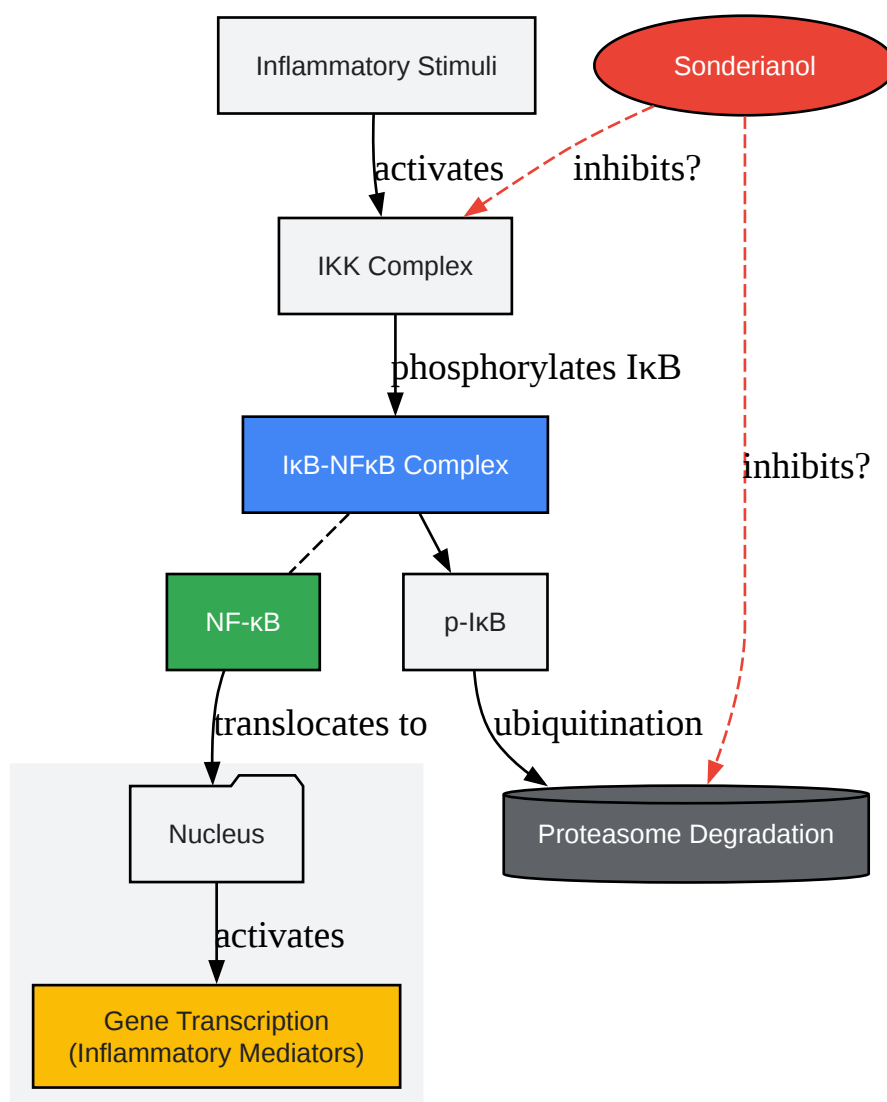 Inflammatory Stimuli
Sonderianol
activates
inhibits?
IKK Complex
phosphorylates IκB
IκB-NFκB Complex
inhibits?
NF-κB
p-IκB
translocates to
ubiquitination
Nucleus
Proteasome Degradation
activates
Gene Transcription
(Inflammatory Mediators)